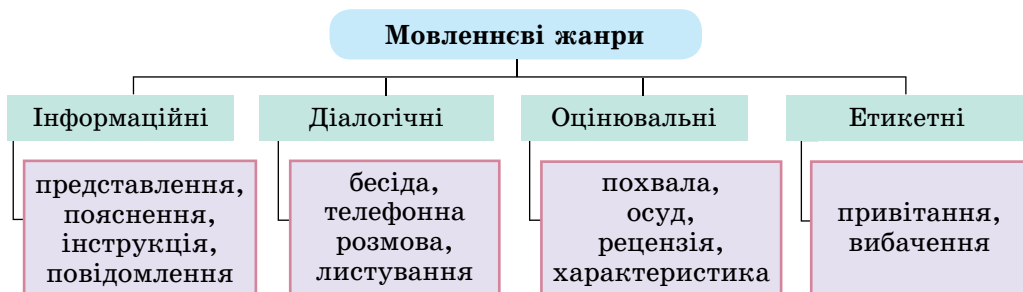 Мовленнєві жанри
Інформаційні
Діалогічні
Оцінювальні
Етикетні
представлення,
пояснення,
інструкція,
повідомлення
бесіда,
телефонна
розмова,
листування
похвала,
осуд,
рецензія,
характеристика
привітання,
вибачення